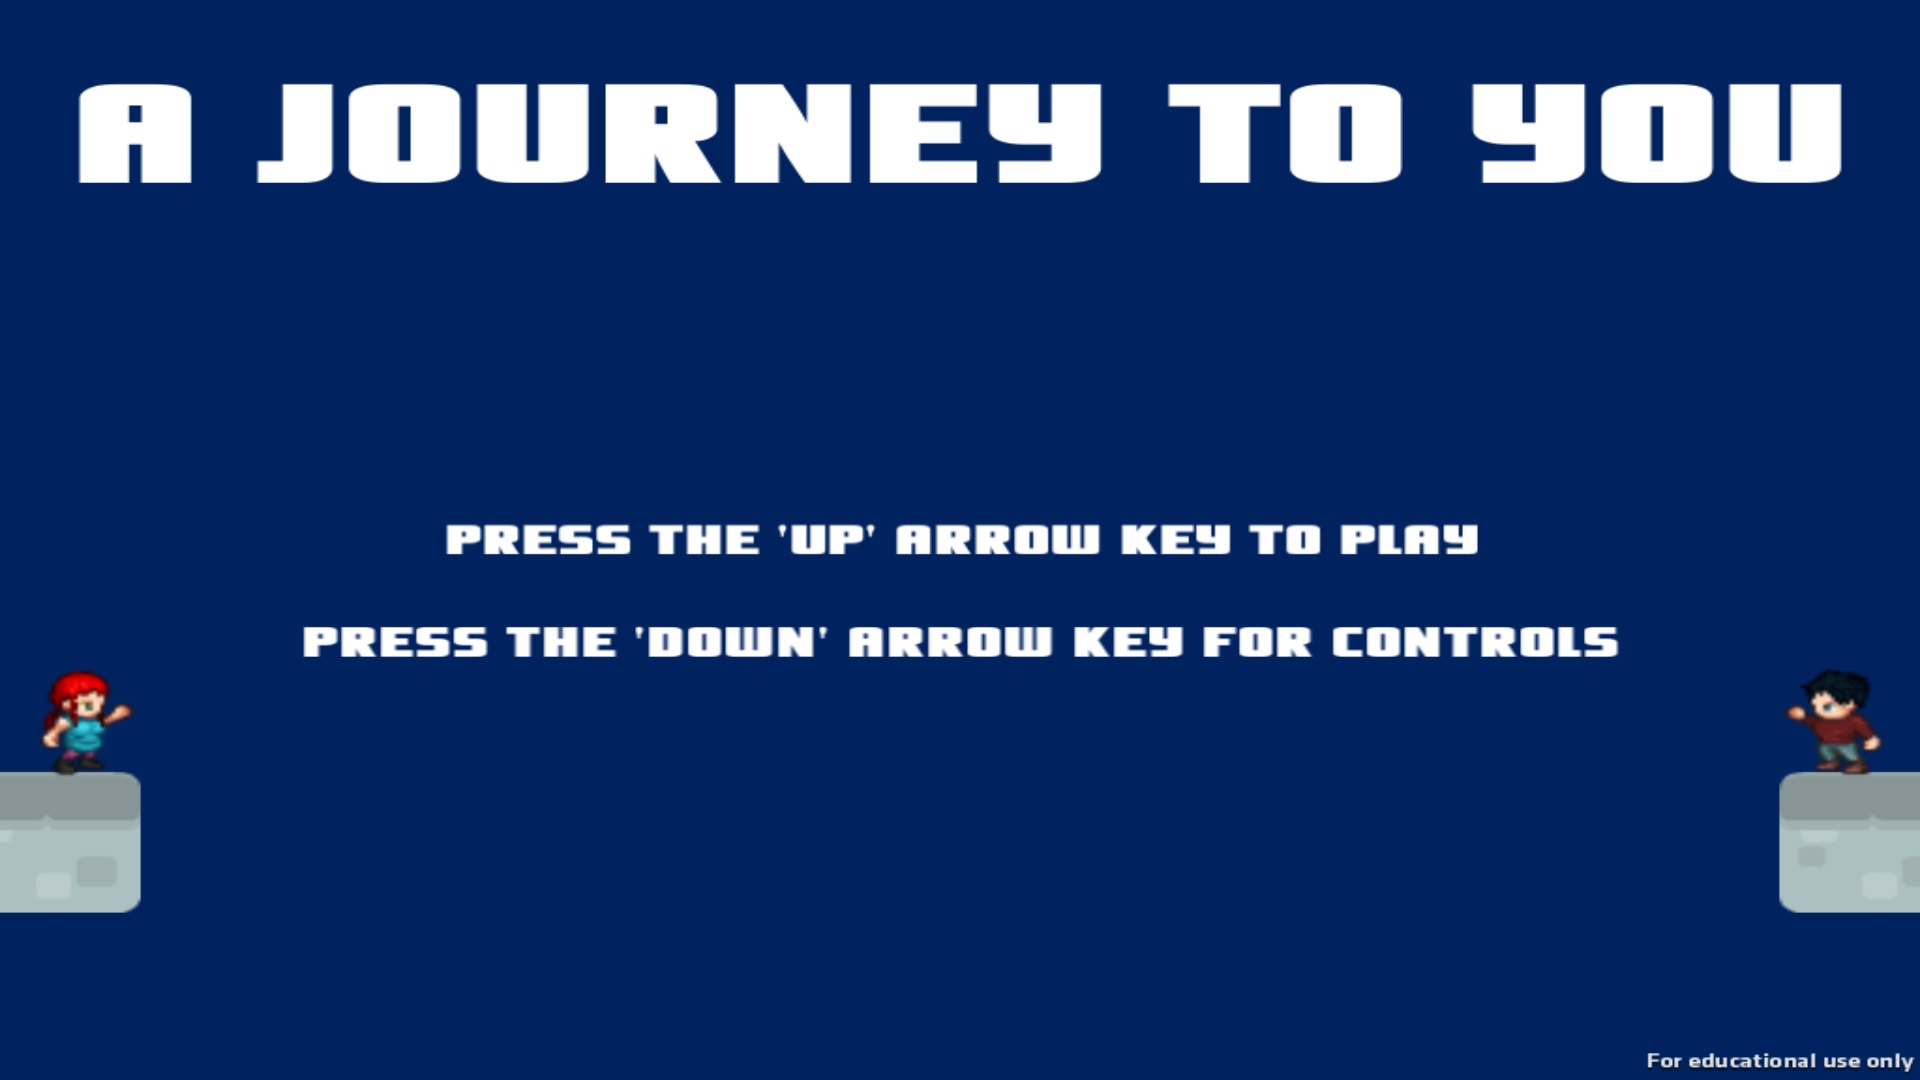 A JOURNEY TO YOU
PRESS THE 'UP' ARROW KEY TO PLAY
PRESS THE 'DOWN' ARROW KEY FOR CONTROLS
For educational use only